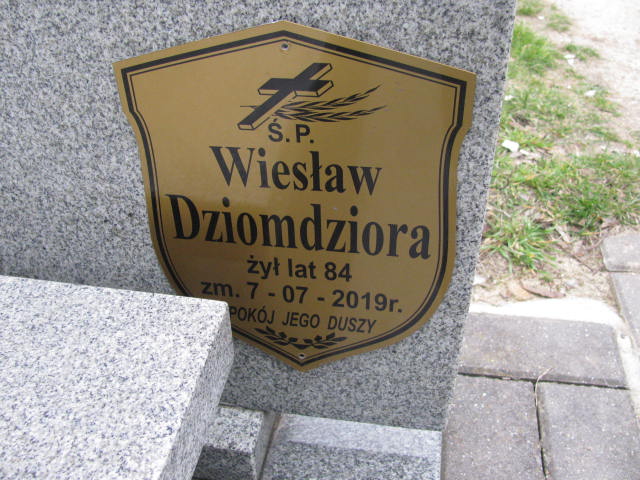 Ś.P.
Wiesław
Dziomdziora
żył lat 84
zm. 7 - 07 - 2019r.
POKÓJ JEGO DUSZY